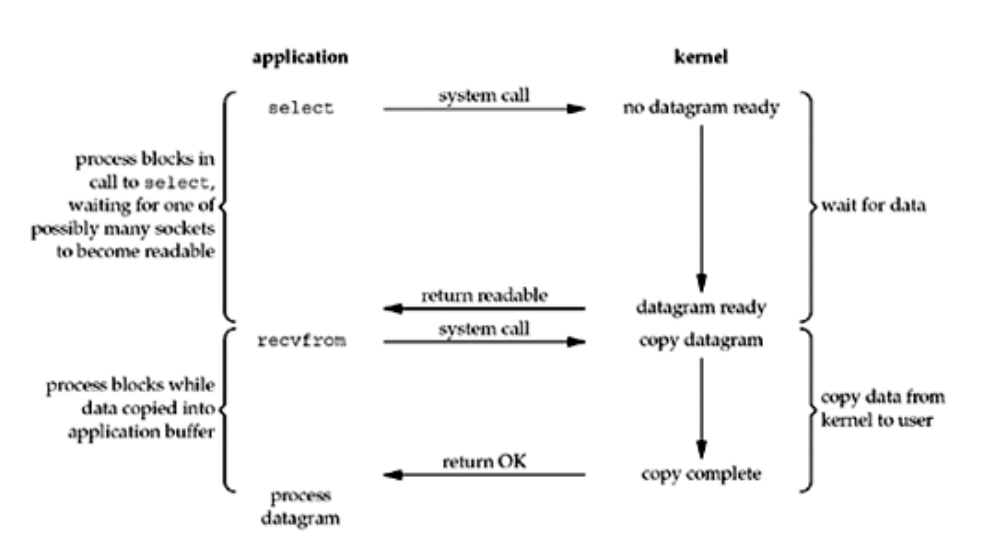 application
kernel
select
system call
no datagram ready
process blocks in
call to select,
waiting for one of
possibly many sockets
to become readable
wait for data
return readable
datagram ready
recvfrom
system call
copy datagram
process blocks while
data copied into
application buffer
copy data from
kernel to user
return OK
copy complete
process
datagram